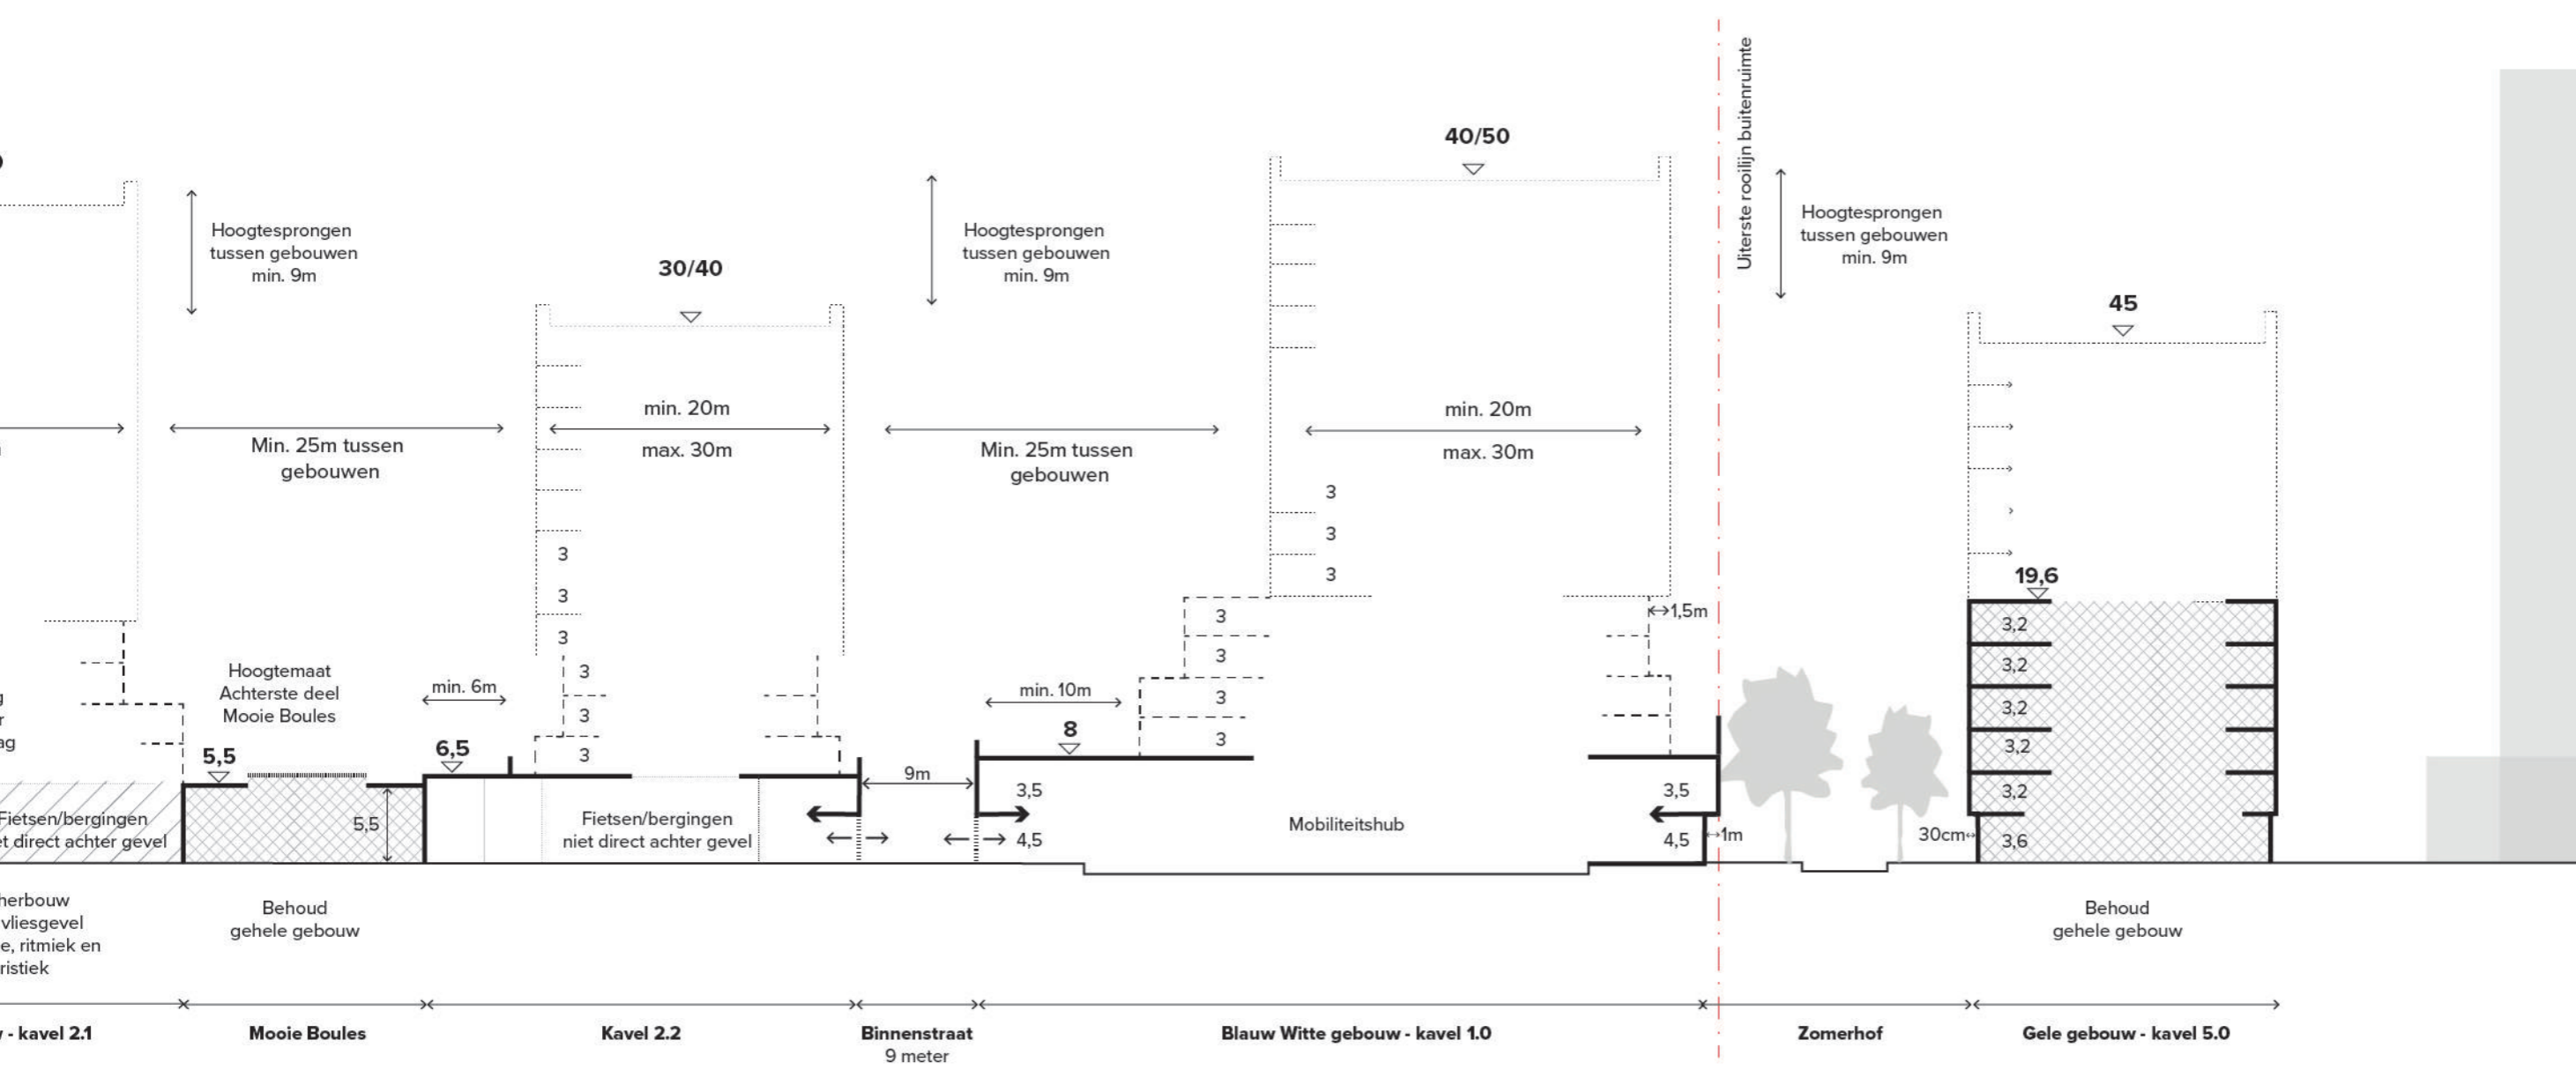 40/50
Uiterste rooilijn buitenruimte
Hoogtesprongen
tussen gebouwen
min. 9m
Hoogtesprongen
tussen gebouwen
min. 9m
Hoogtesprongen
tussen gebouwen
min. 9m
30/40
45
min. 20m
max. 30m
min. 20m
max. 30m
Min. 25m tussen
gebouwen
Min. 25m tussen
gebouwen
3
3
3
3
3
3
3
3
3
3
3
3
3
1,5m
19,6
3,2
3,2
3,2
3,2
3,2
3,6
Hoogtemaat
Achterste deel
Mooie Boules
min. 6m
min. 10m
ag
5,5
6,5
8
9m
5,5
3,5
4,5
3,5
4,5
1m
30cm
Fietsen/bergingen
et direct achter gevel
Fietsen/bergingen
niet direct achter gevel
Mobiliteitshub
herbouw
vliesgevel
e, ritmiek en
ristiek
Behoud
gehele gebouw
Behoud
gehele gebouw
- kavel 2.1
Mooie Boules
Kavel 2.2
Binnenstraat
9 meter
Blauw Witte gebouw - kavel 1.0
Zomerhof
Gele gebouw - kavel 5.0